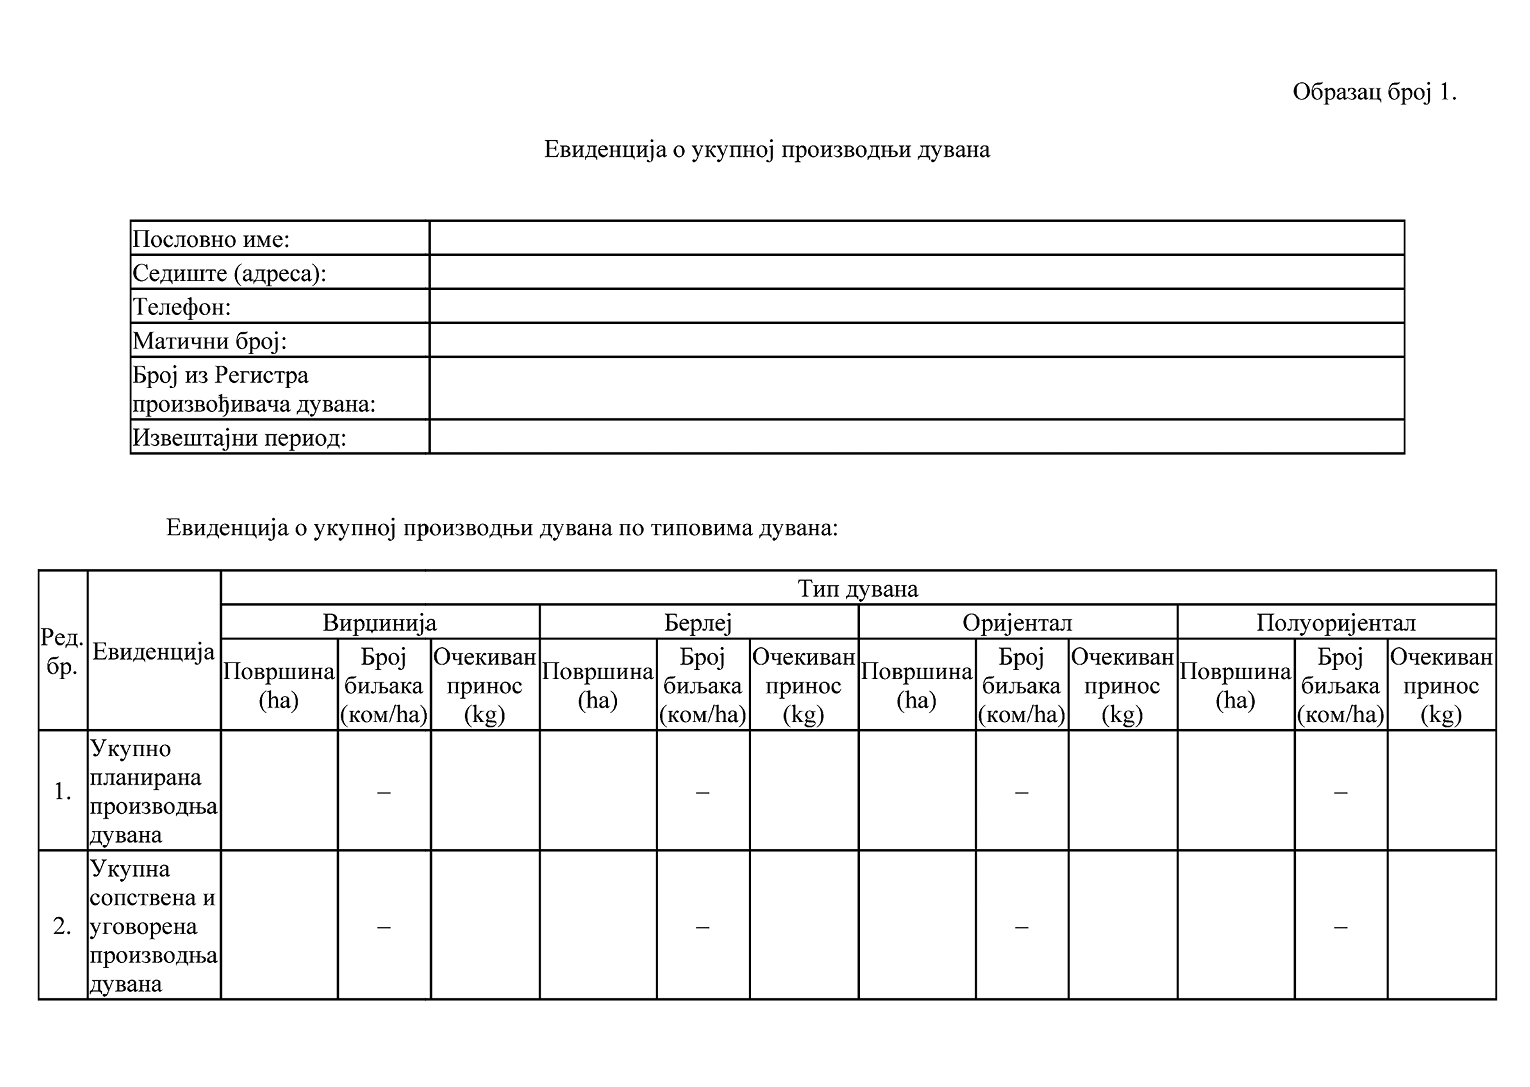 Образац број 1.
Евиденција о укупној производњи дувана
Пословно име:
Седиште (адреса):
Телефон:
Матични број:
Број из Регистра
произвођивача дувана:
Извештајни период:
Евиденција о укупној производњи дувана по типовима дувана:
Ред.
бр.
Евиденција
Тип дувана
Вирџинија
Берлеј
Оријентал
Полуоријентал
Површина
(ha)
Број
биљака
(ком/ha)
Очекиван
принос
(kg)
Површина
(ha)
Број
биљака
(ком/ha)
Очекиван
принос
(kg)
Површина
(ha)
Број
биљака
(ком/ha)
Очекиван
принос
(kg)
Површина
(ha)
Број
биљака
(ком/ha)
Очекиван
принос
(kg)
1.
Укупно
планирана
производња
дувана
–
–
–
–
2.
Укупна
сопствена и
уговорена
производња
дувана
–
–
–
–